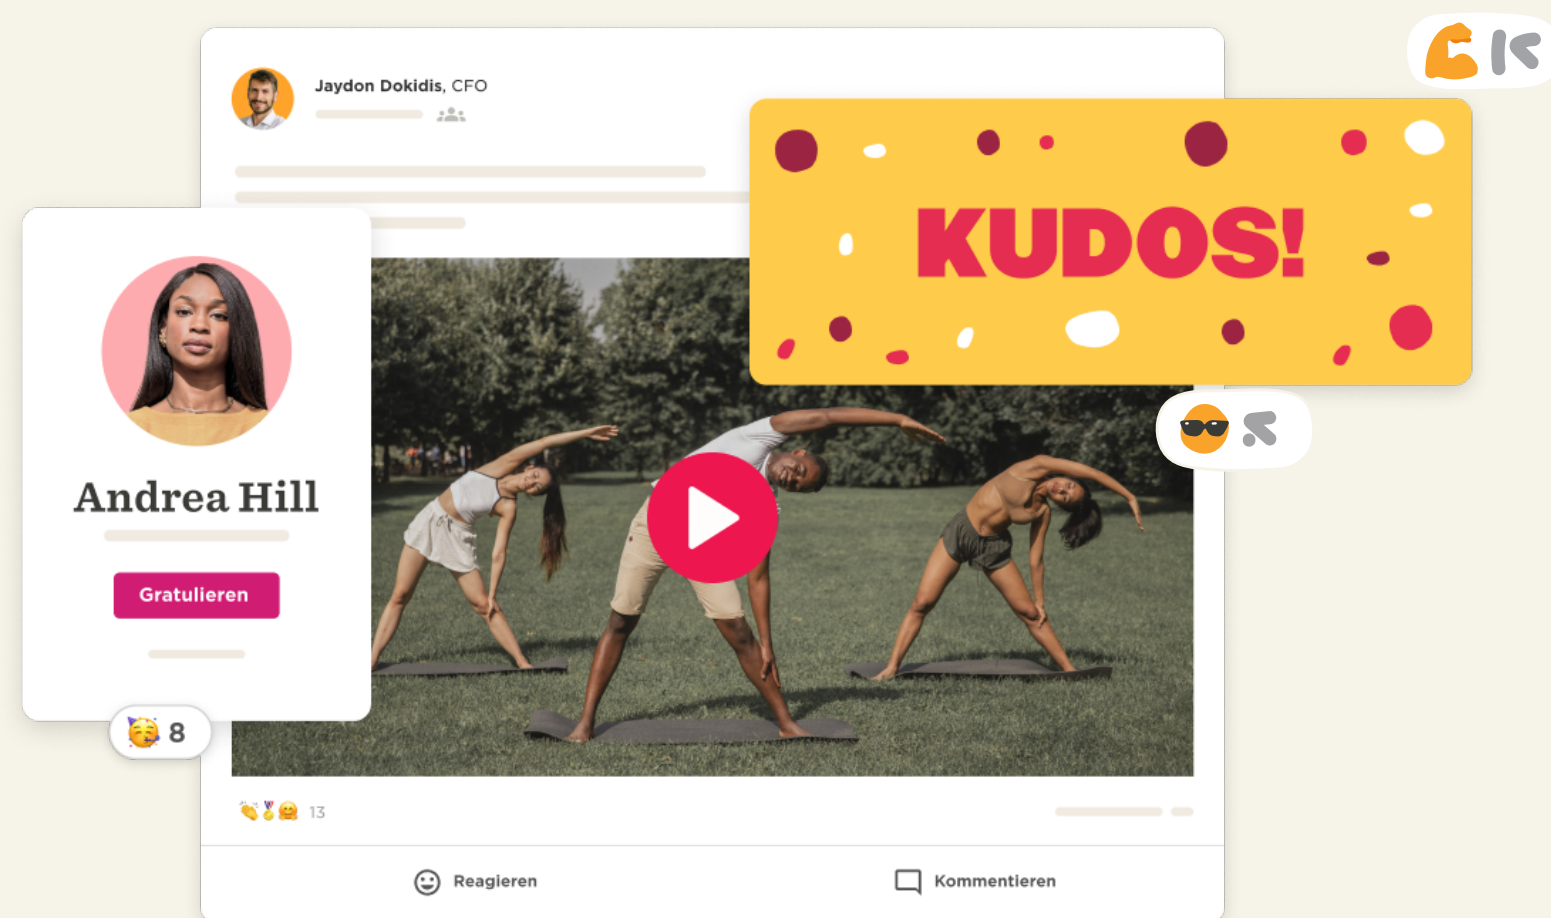 Jaydon Dokidis, CFO
KUDOS!
Andrea Hill
Gratulieren
8
13
Reagieren
Kommentieren